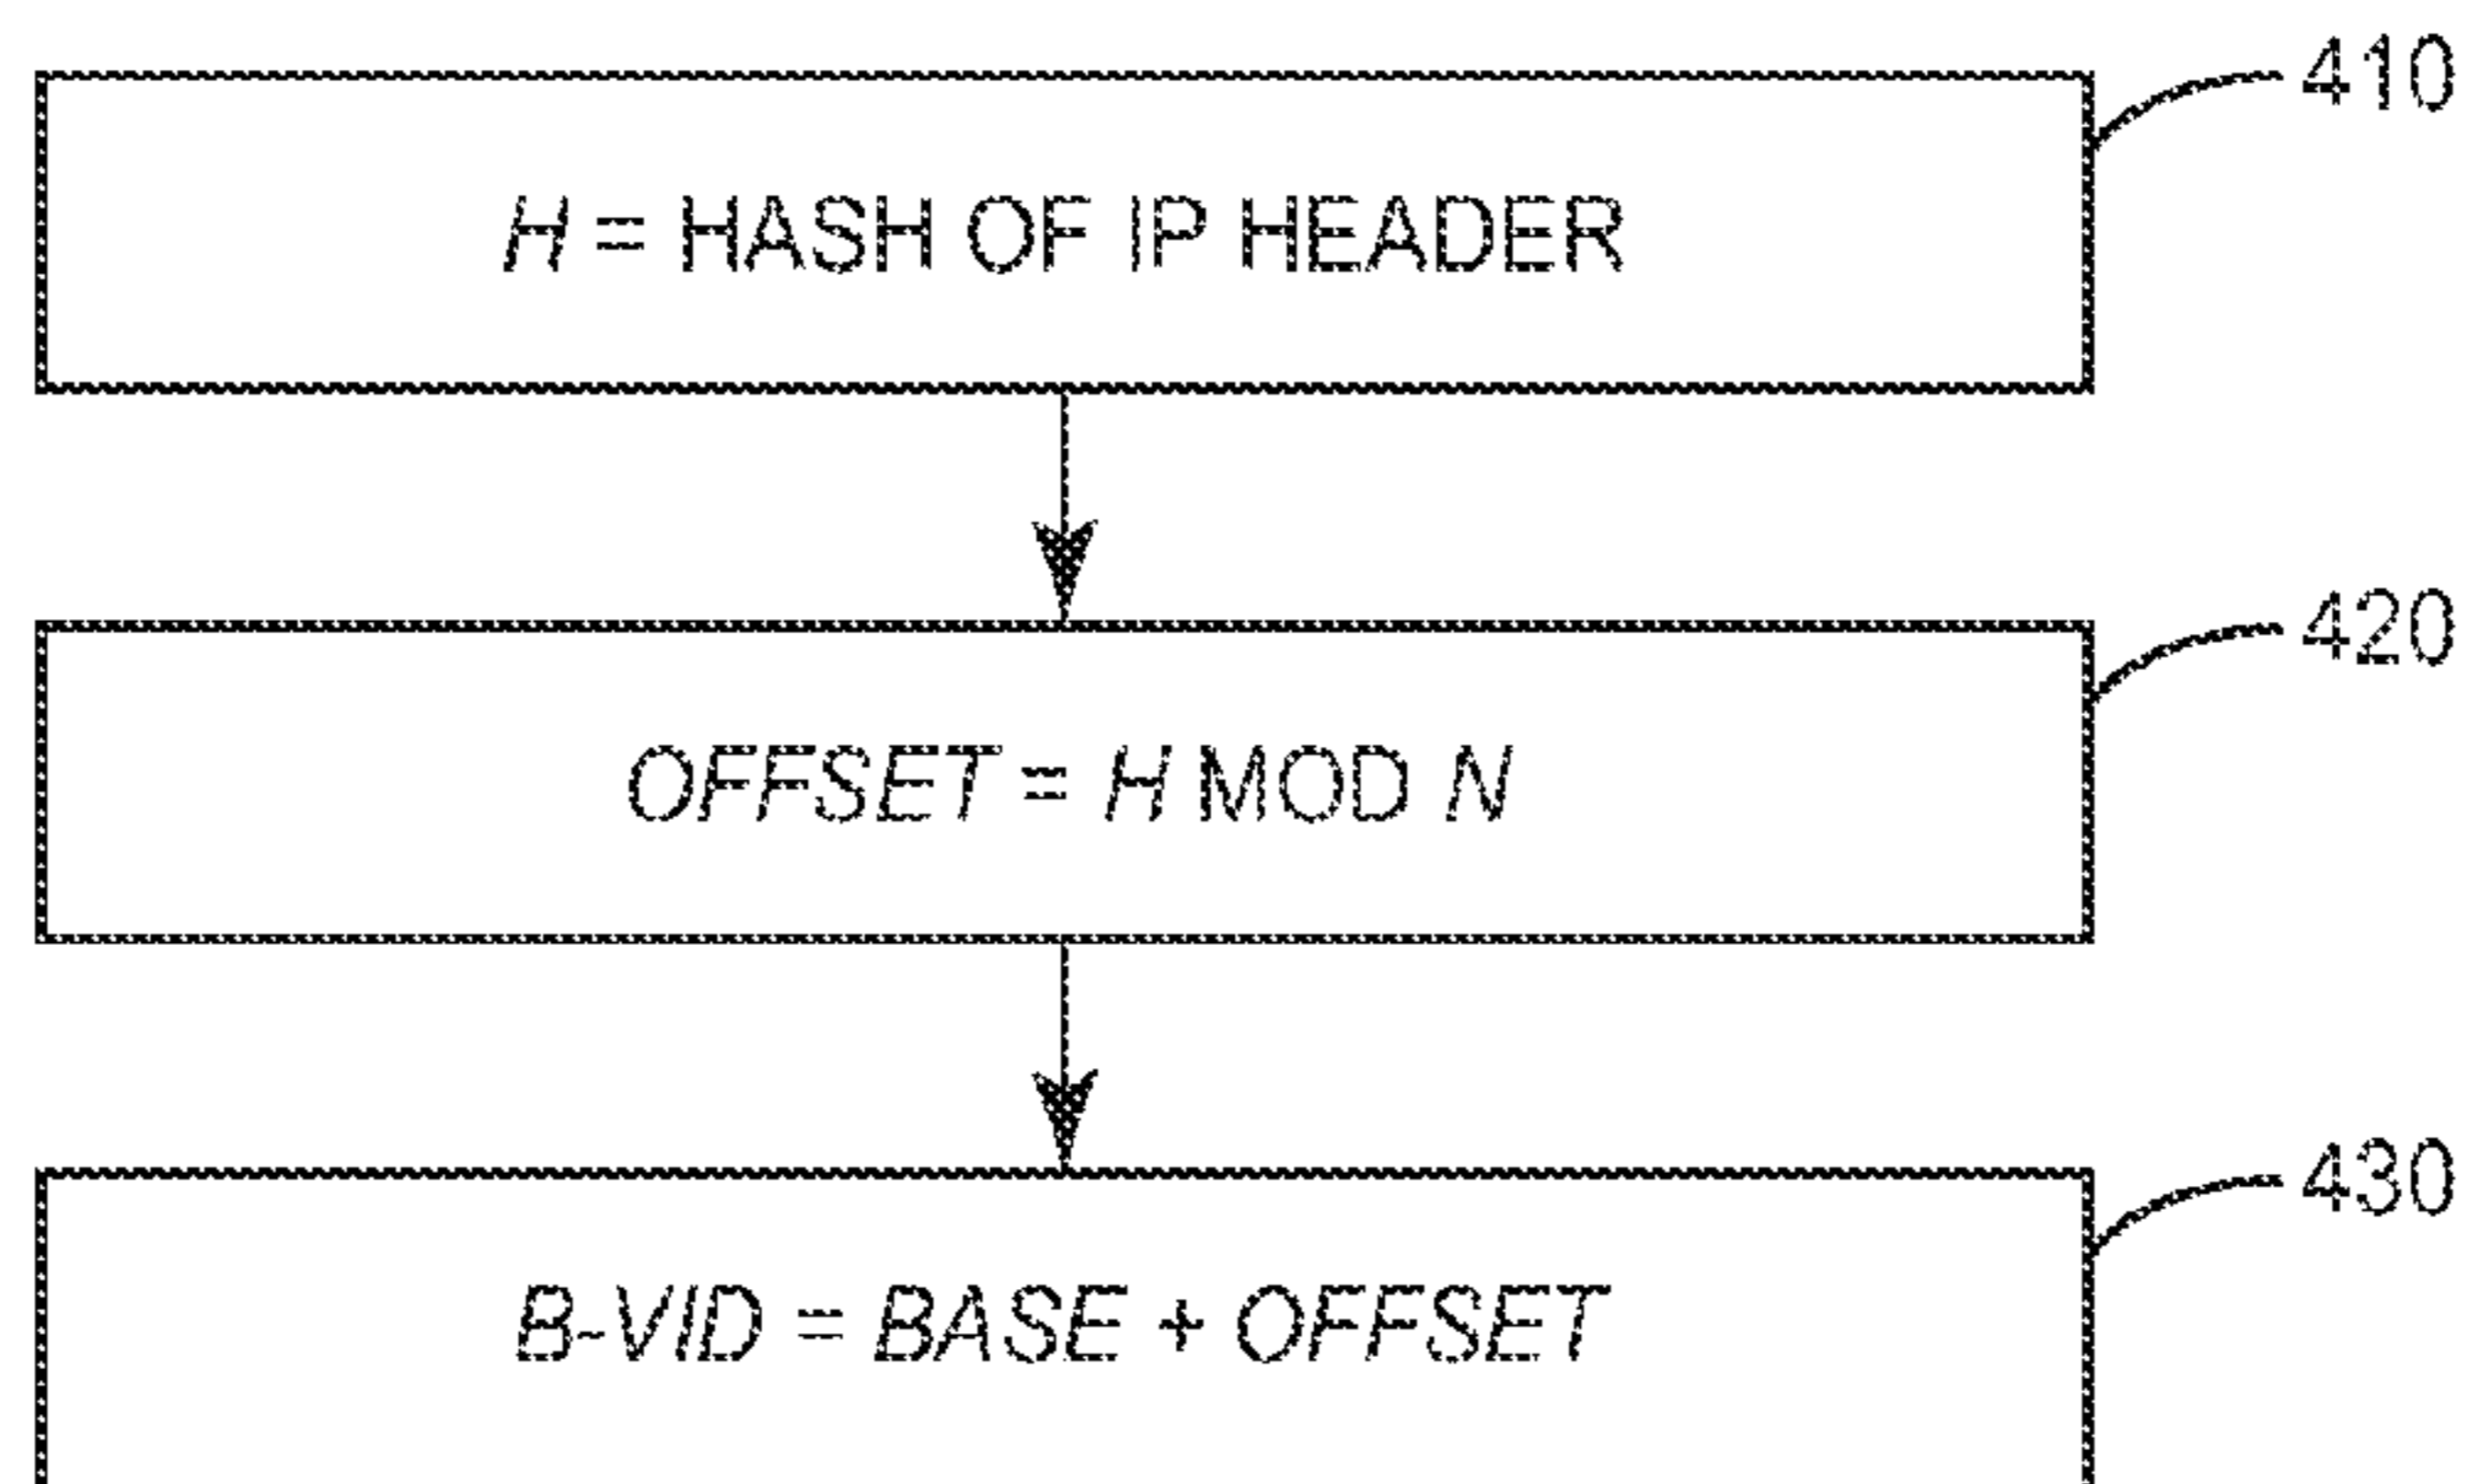 410
H = HASH OF IP HEADER
420
OFFSET = H MOD N
430
B-VID = BASE + OFFSET